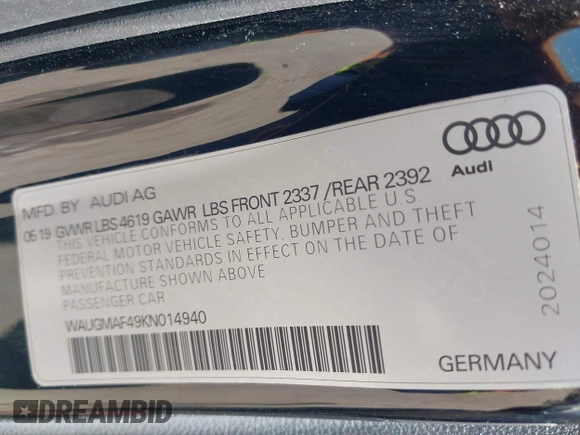 MFD. BY AUDI AG
05 19 GVWR LBS 4619 GAWR LBS FRONT 2337 /REAR 2392
THIS VEHICLE CONFORMS TO ALL APPLICABLE U.S.
FEDERAL MOTOR VEHICLE SAFETY, BUMPER AND THEFT
PREVENTION STANDARDS IN EFFECT ON THE DATE OF
MANUFACTURE SHOWN ABOVE
PASSENGER CAR
WAUGMAF49KN014940
Audi
2024014
GERMANY
DREAMBID